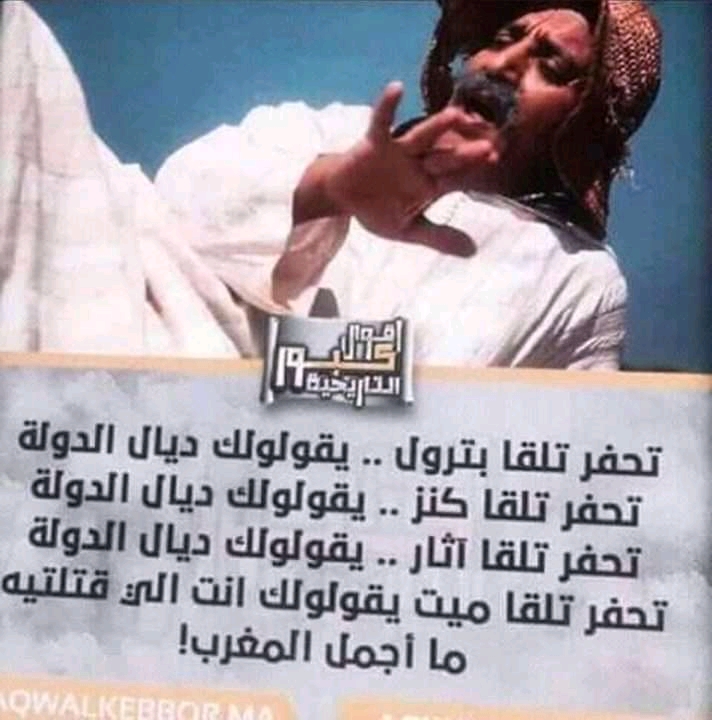 أقوال
كبور
التاريخية
تحفر تلقا بترول .. يقولولك ديال الدولة
تحفر تلقا كنز .. يقولولك ديال الدولة
تحفر تلقا آثار .. يقولولك ديال الدولة
تحفر تلقا ميت يقولولك انت الي قتلتيه
ما أجمل المغرب!
AQWALKEBBOR.MA